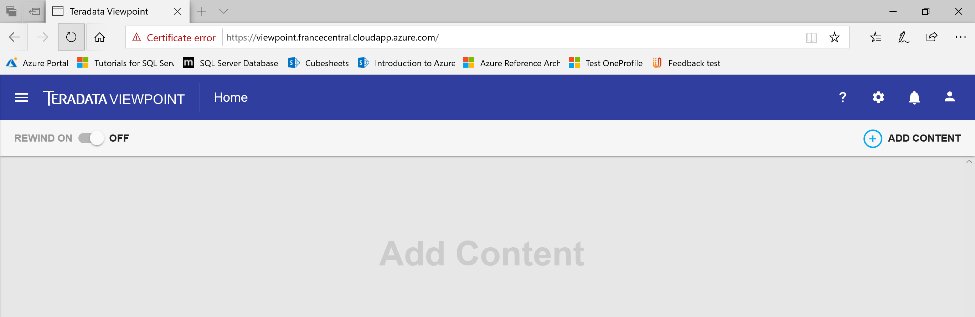 Teradata Viewpoint
Certificate error https://viewpoint.francecentral.cloudapp.azure.com/
Azure Portal Tutorials for SQL Serv m SQL Server Database Cubesheets Introduction to Azure Azure Reference Arch Test OneProfile Feedback test
TERADATA VIEWPOINT Home ?
REWIND ON OFF ADD CONTENT
Add Content